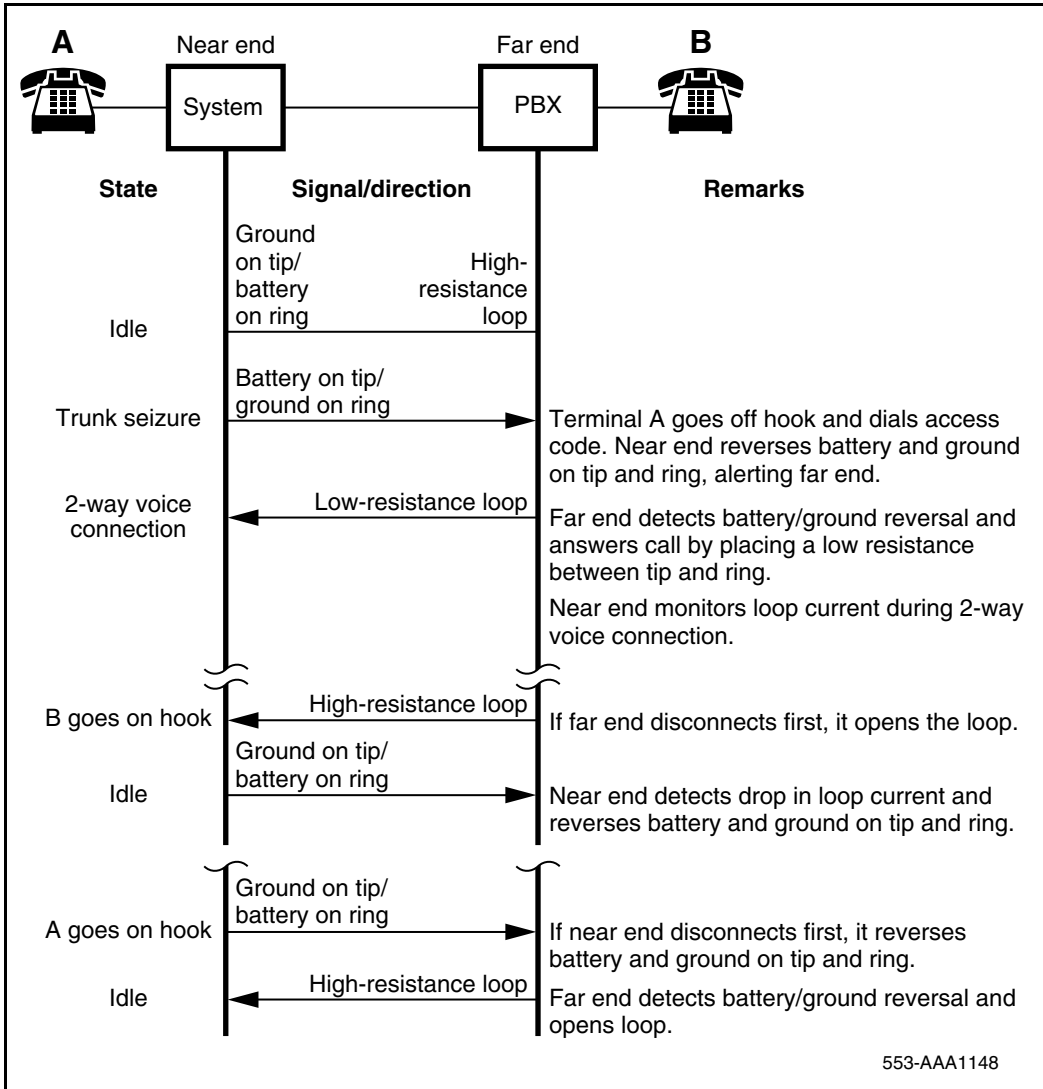 A
Near end
Far end
B
System
PBX
State
Signal/direction
Remarks
Ground
on tip/
battery
on ring
High-
resistance
loop
Idle
Battery on tip/
ground on ring
Trunk seizure
Terminal A goes off hook and dials access
code. Near end reverses battery and ground
on tip and ring, alerting far end.
2-way voice
connection
Low-resistance loop
Far end detects battery/ground reversal and
answers call by placing a low resistance
between tip and ring.
Near end monitors loop current during 2-way
voice connection.
B goes on hook
High-resistance loop
If far end disconnects first, it opens the loop.
Ground on tip/
battery on ring
Idle
Near end detects drop in loop current and
reverses battery and ground on tip and ring.
Ground on tip/
battery on ring
A goes on hook
If near end disconnects first, it reverses
battery and ground on tip and ring.
Idle
High-resistance loop
Far end detects battery/ground reversal and
opens loop.
553-AAA1148